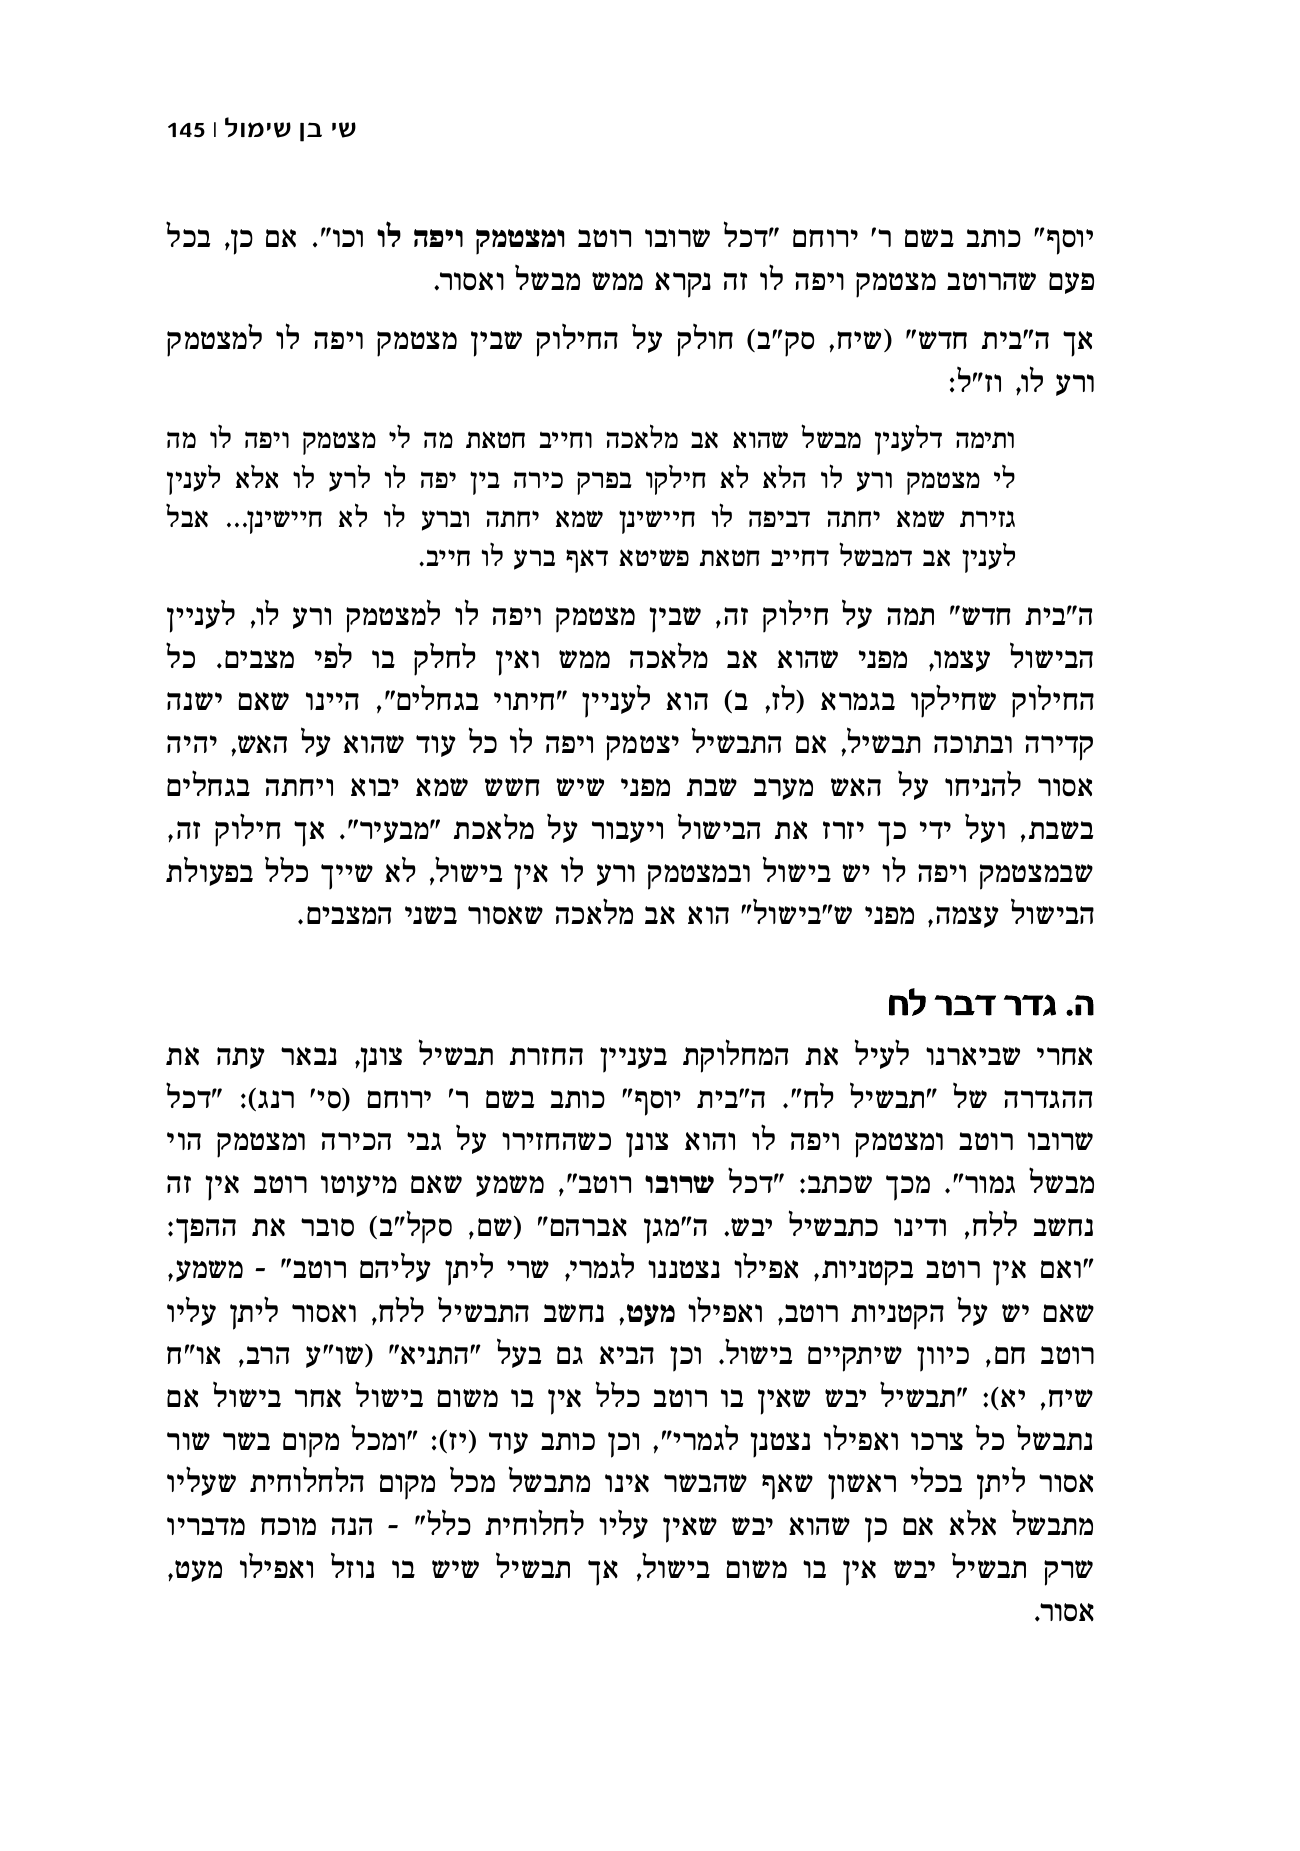 שי בן שימול | 145
יוסף" כותב בשם ר' ירוחם "דכל שרובו רוטב ומצטמק ויפה לו וכו". אם כן, בכל
פעם שהרוטב מצטמק ויפה לו זה נקרא ממש מבשל ואסור.
אך ה"בית חדש" (שיח, סק"ב) חולק על החילוק שבין מצטמק ויפה לו למצטמק
ורע לו, וז"ל:
ותימה דלענין מבשל שהוא אב מלאכה וחייב חטאת מה לי מצטמק ויפה לו מה
לי מצטמק ורע לו הלא לא חילקו בפרק כירה בין יפה לו לרע לו אלא לענין
גזירת שמא יחתה דביפה לו חיישינן שמא יחתה וברע לו לא חיישינן... אבל
לענין אב דמבשל דחייב חטאת פשיטא דאף ברע לו חייב.
ה"בית חדש" תמה על חילוק זה, שבין מצטמק ויפה לו למצטמק ורע לו, לעניין
הבישול עצמו, מפני שהוא אב מלאכה ממש ואין לחלק בו לפי מצבים. כל
החילוק שחילקו בגמרא (לז, ב) הוא לעניין "חיתוי בגחלים", היינו שאם ישנה
קדירה ובתוכה תבשיל, אם התבשיל יצטמק ויפה לו כל עוד שהוא על האש, יהיה
אסור להניחו על האש מערב שבת מפני שיש חשש שמא יבוא ויחתה בגחלים
בשבת, ועל ידי כך יזרז את הבישול ויעבור על מלאכת "מבעיר". אך חילוק זה,
שבמצטמק ויפה לו יש בישול ובמצטמק ורע לו אין בישול, לא שייך כלל בפעולת
הבישול עצמה, מפני ש"בישול" הוא אב מלאכה שאסור בשני המצבים.
ה. גדר דבר לח
אחרי שביארנו לעיל את המחלוקת בעניין החזרת תבשיל צונן, נבאר עתה את
ההגדרה של "תבשיל לח". ה"בית יוסף" כותב בשם ר' ירוחם (סי' רנג): "דכל
שרובו רוטב ומצטמק ויפה לו והוא צונן כשהחזירו על גבי הכירה ומצטמק הוי
מבשל גמור". מכך שכתב: "דכל שרובו רוטב", משמע שאם מיעוטו רוטב אין זה
נחשב ללח, ודינו כתבשיל יבש. ה"מגן אברהם" (שם, סקל"ב) סובר את ההפך:
"ואם אין רוטב בקטניות, אפילו נצטננו לגמרי, שרי ליתן עליהם רוטב" - משמע,
שאם יש על הקטניות רוטב, ואפילו מעט, נחשב התבשיל ללח, ואסור ליתן עליו
רוטב חם, כיוון שיתקיים בישול. וכן הביא גם בעל "התניא" (שו"ע הרב, או"ח
שיח, יא): "תבשיל יבש שאין בו רוטב כלל אין בו משום בישול אחר בישול אם
נתבשל כל צרכו ואפילו נצטנן לגמרי", וכן כותב עוד (יז): "ומכל מקום בשר שור
אסור ליתן בכלי ראשון שאף שהבשר אינו מתבשל מכל מקום הלחלוחית שעליו
מתבשל אלא אם כן שהוא יבש שאין עליו לחלוחית כלל" - הנה מוכח מדבריו
שרק תבשיל יבש אין בו משום בישול, אך תבשיל שיש בו נוזל ואפילו מעט,
אסור.